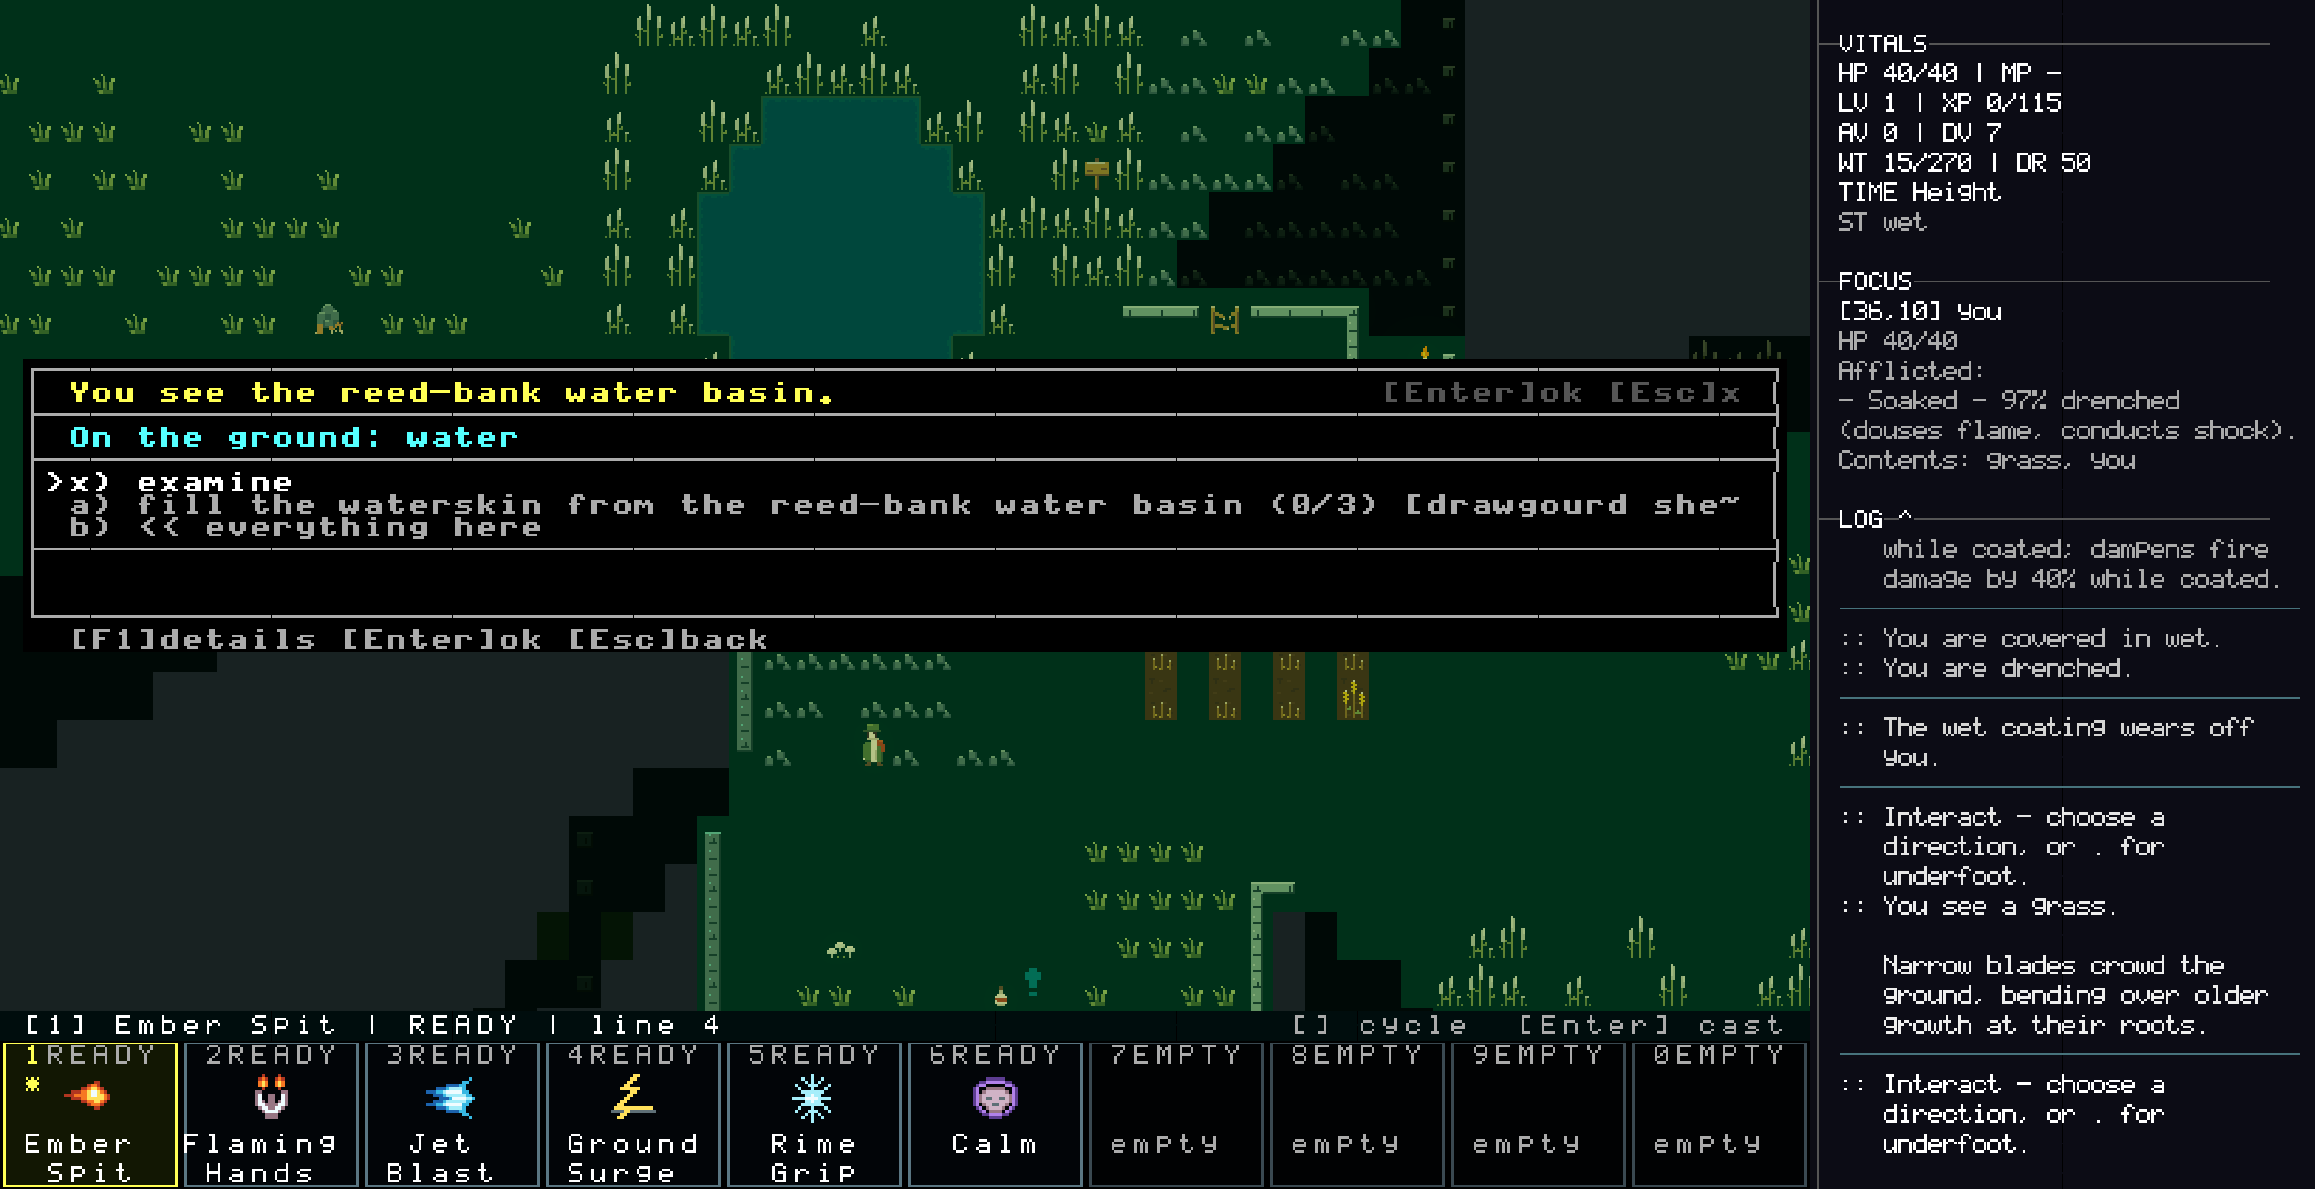 You see the reed-bank water basin. [Enter]ok [Esc]x
On the ground: water
>x) examine
a) fill the waterskin from the reed-bank water basin (0/3) [drawgourd she~
b) << everything here
[F1]details [Enter]ok [Esc]back
[1] Ember Spit | READY | line 4 [] cycle [Enter] cast
1READY
* Ember Spit
2READY
Flaming Hands
3READY
Jet Blast
4READY
Ground Surge
5READY
Rime Grip
6READY
Calm
7EMPTY
empty
8EMPTY
empty
9EMPTY
empty
0EMPTY
empty
VITALS
HP 40/40 | MP -
LV 1 | XP 0/115
AV 0 | DV 7
WT 15/270 | DR 50
TIME Height
ST wet
FOCUS
[36,10] you
HP 40/40
Afflicted:
- Soaked - 97% drenched
(douses flame, conducts shock).
Contents: grass, you
LOG ^
while coated; dampens fire
damage by 40% while coated.
:: You are covered in wet.
:: You are drenched.
:: The wet coating wears off
you.
:: Interact - choose a
direction, or . for
underfoot.
:: You see a grass.
Narrow blades crowd the
ground, bending over older
growth at their roots.
:: Interact - choose a
direction, or . for
underfoot.